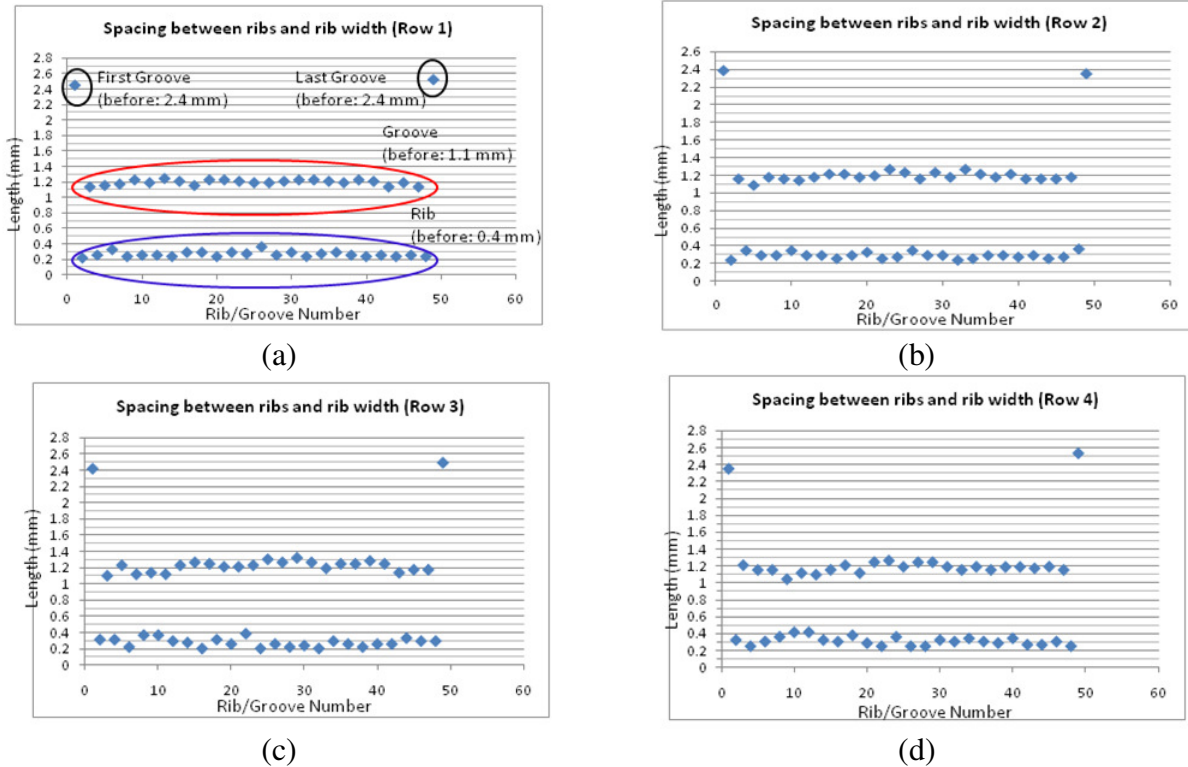 Spacing between ribs and rib width (Row 1)
2.8
2.6
2.4
2.2
2
1.8
1.6
1.4
1.2
1
0.8
0.6
0.4
0.2
0
Length (mm)
First Groove
(before: 2.4 mm)
Last Groove
(before: 2.4 mm)
Groove
(before: 1.1 mm)
Rib
(before: 0.4 mm)
0 10 20 30 40 50 60
Rib/Groove Number
(a)
Spacing between ribs and rib width (Row 2)
2.6
2.4
2.2
2
1.8
1.6
1.4
1.2
1
0.8
0.6
0.4
0.2
0
Length (mm)
0 10 20 30 40 50 60
Rib/Groove Number
(b)
Spacing between ribs and rib width (Row 3)
2.8
2.6
2.4
2.2
2
1.8
1.6
1.4
1.2
1
0.8
0.6
0.4
0.2
0
Length (mm)
0 10 20 30 40 50 60
Rib/Groove Number
(c)
Spacing between ribs and rib width (Row 4)
2.8
2.6
2.4
2.2
2
1.8
1.6
1.4
1.2
1
0.8
0.6
0.4
0.2
0
Length (mm)
0 10 20 30 40 50 60
Rib/Groove Number
(d)